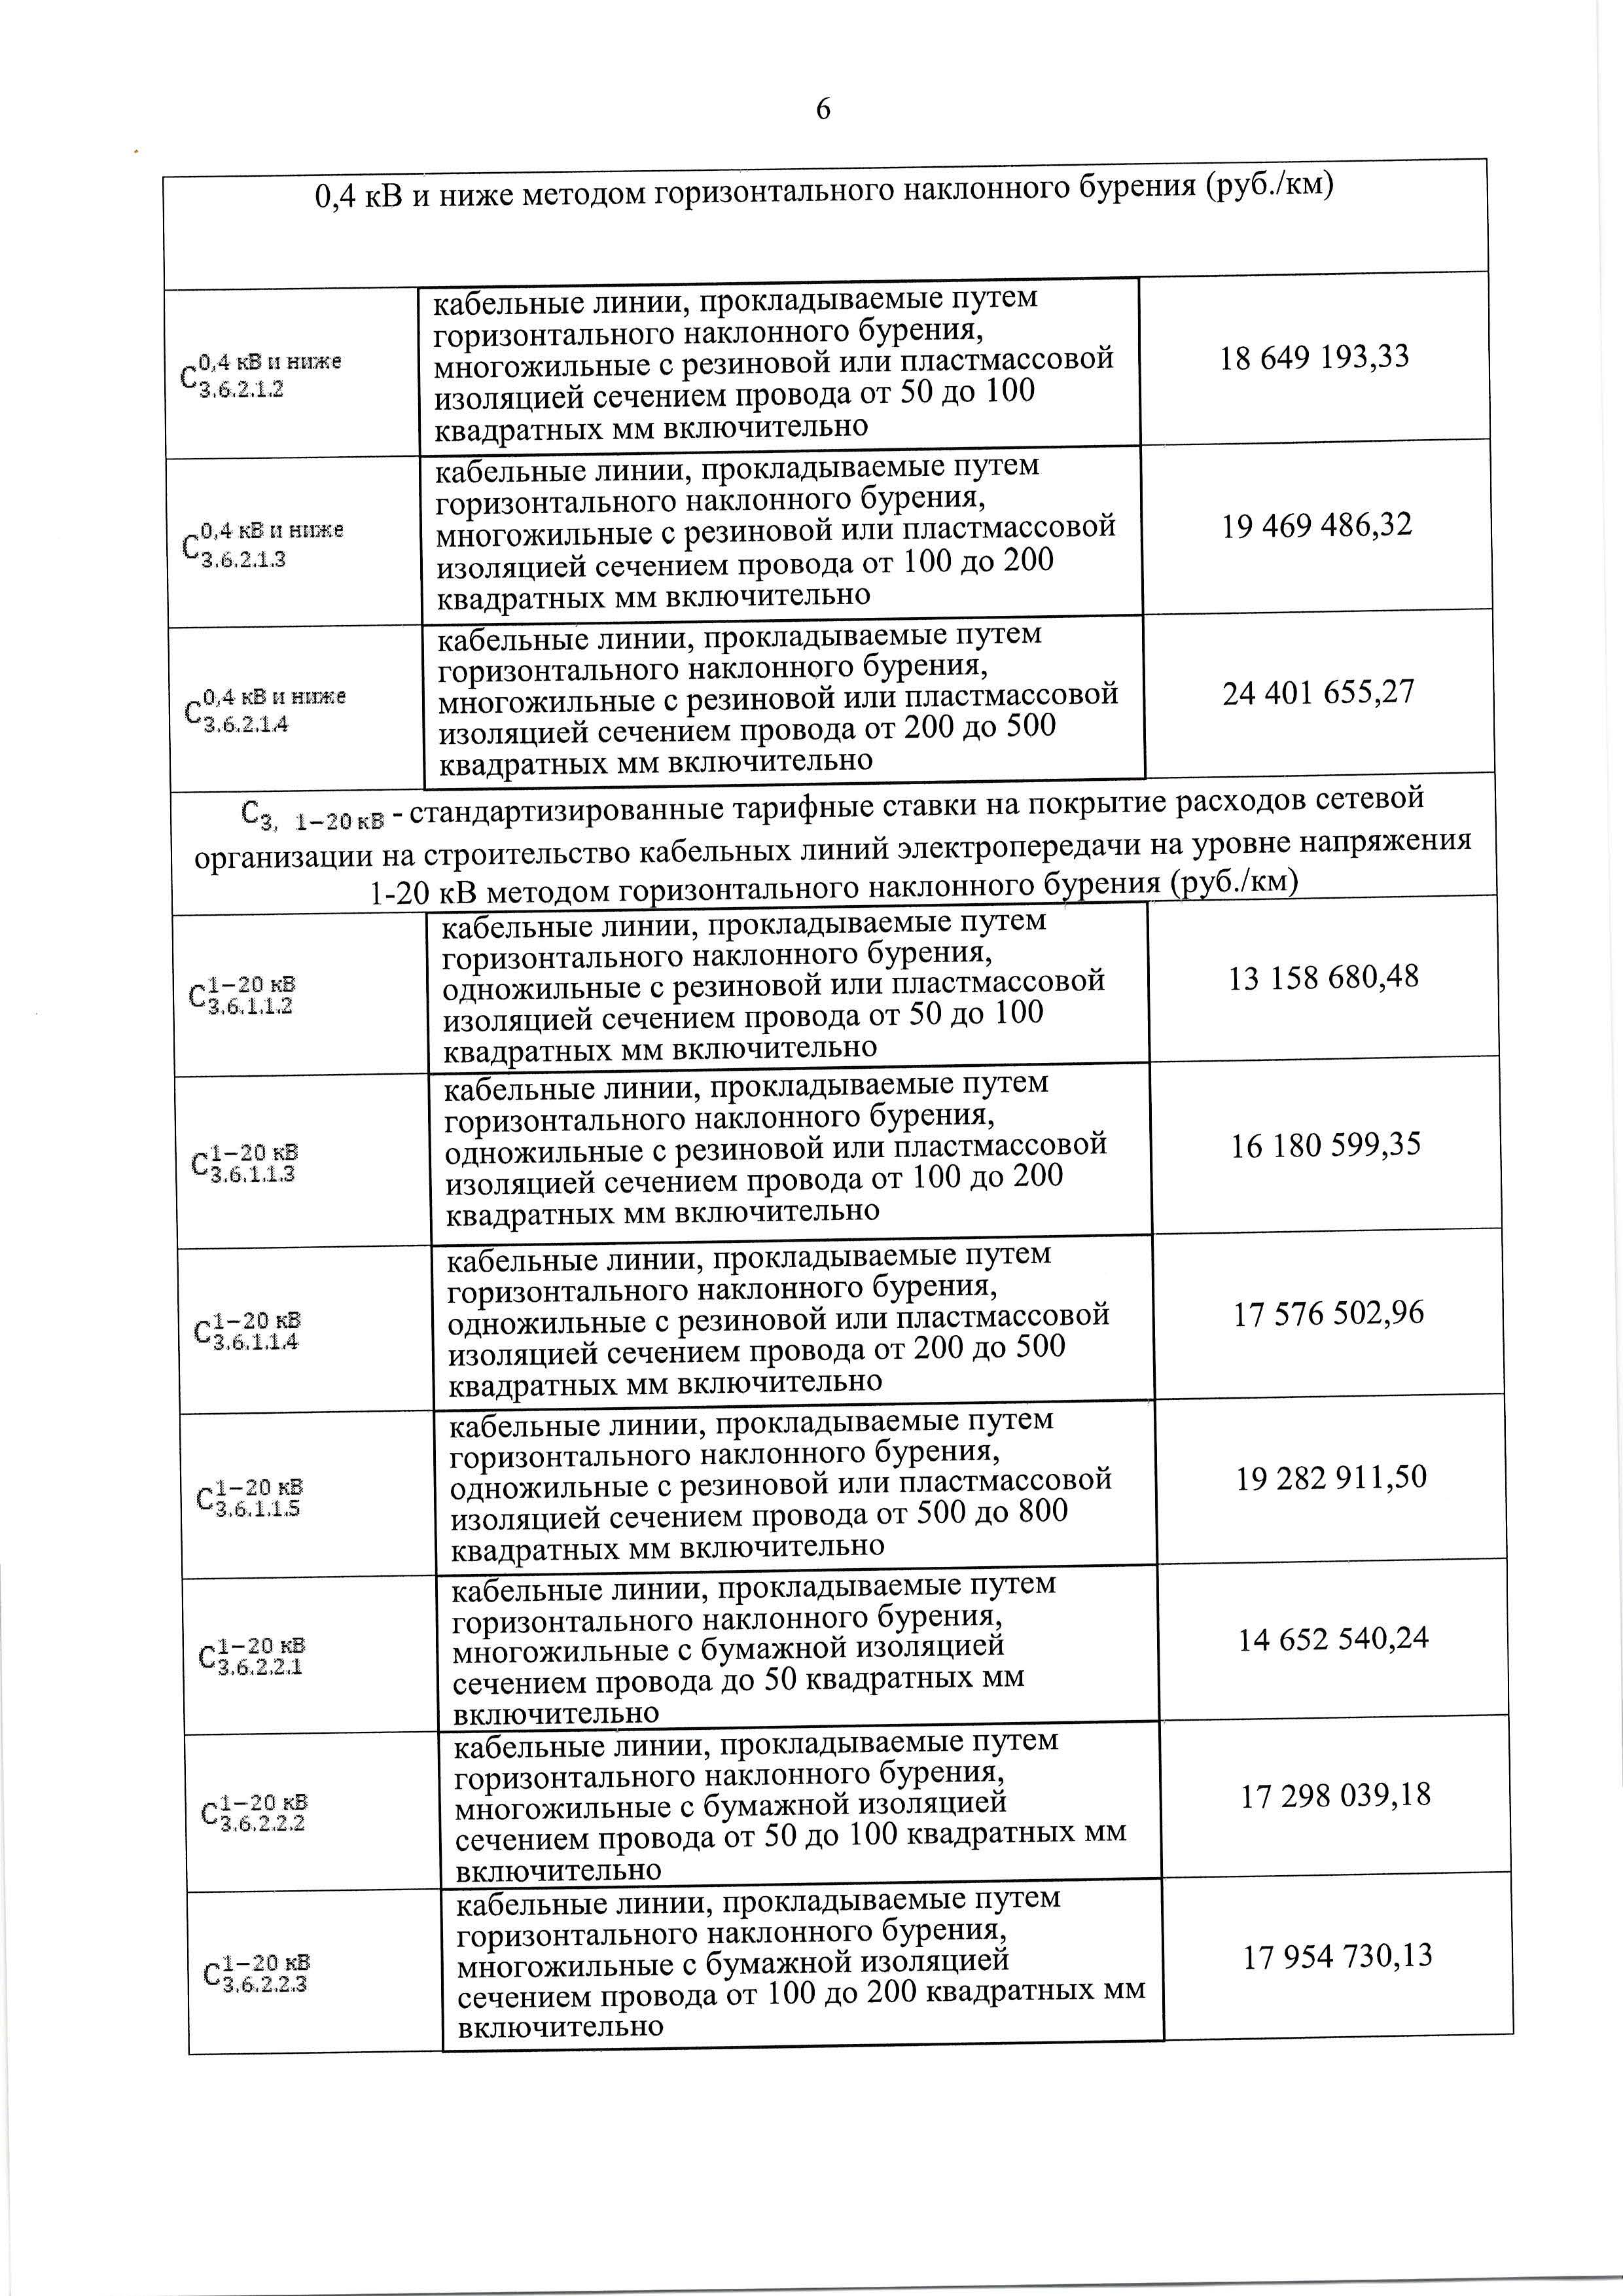 6
0,4 кВ и ниже методом горизонтального наклонного бурения (руб./км)
кабельные линии, прокладываемые путем
горизонтального наклонного бурения,
С 0,4 кВ и ниже 3.6.2.1.2
многожильные с резиновой или пластмассовой
изоляцией сечением провода от 50 до 100
квадратных мм включительно
18 649 193,33
кабельные линии, прокладываемые путем
горизонтального наклонного бурения,
С 0,4 кВ и ниже 3.6.2.1.3
многожильные с резиновой или пластмассовой
изоляцией сечением провода от 100 до 200
квадратных мм включительно
19 469 486,32
кабельные линии, прокладываемые путем
горизонтального наклонного бурения,
С 0,4 кВ и ниже 3.6.2.1.4
многожильные с резиновой или пластмассовой
изоляцией сечением провода от 200 до 500
квадратных мм включительно
24 401 655,27
С3, 1–20 кВ - стандартизированные тарифные ставки на покрытие расходов сетевой
организации на строительство кабельных линий электропередачи на уровне напряжения
1-20 кВ методом горизонтального наклонного бурения (руб./км)
С 1–20 кВ 3.6.1.1.2
кабельные линии, прокладываемые путем
горизонтального наклонного бурения,
одножильные с резиновой или пластмассовой
изоляцией сечением провода от 50 до 100
квадратных мм включительно
13 158 680,48
С 1–20 кВ 3.6.1.1.3
кабельные линии, прокладываемые путем
горизонтального наклонного бурения,
одножильные с резиновой или пластмассовой
изоляцией сечением провода от 100 до 200
квадратных мм включительно
16 180 599,35
С 1–20 кВ 3.6.1.1.4
кабельные линии, прокладываемые путем
горизонтального наклонного бурения,
одножильные с резиновой или пластмассовой
изоляцией сечением провода от 200 до 500
квадратных мм включительно
17 576 502,96
С 1–20 кВ 3.6.1.1.5
кабельные линии, прокладываемые путем
горизонтального наклонного бурения,
одножильные с резиновой или пластмассовой
изоляцией сечением провода от 500 до 800
квадратных мм включительно
19 282 911,50
С 1–20 кВ 3.6.2.2.1
кабельные линии, прокладываемые путем
горизонтального наклонного бурения,
многожильные с бумажной изоляцией
сечением провода до 50 квадратных мм
включительно
14 652 540,24
С 1–20 кВ 3.6.2.2.2
кабельные линии, прокладываемые путем
горизонтального наклонного бурения,
многожильные с бумажной изоляцией
сечением провода от 50 до 100 квадратных мм
включительно
17 298 039,18
С 1–20 кВ 3.6.2.2.3
кабельные линии, прокладываемые путем
горизонтального наклонного бурения,
многожильные с бумажной изоляцией
сечением провода от 100 до 200 квадратных мм
включительно
17 954 730,13